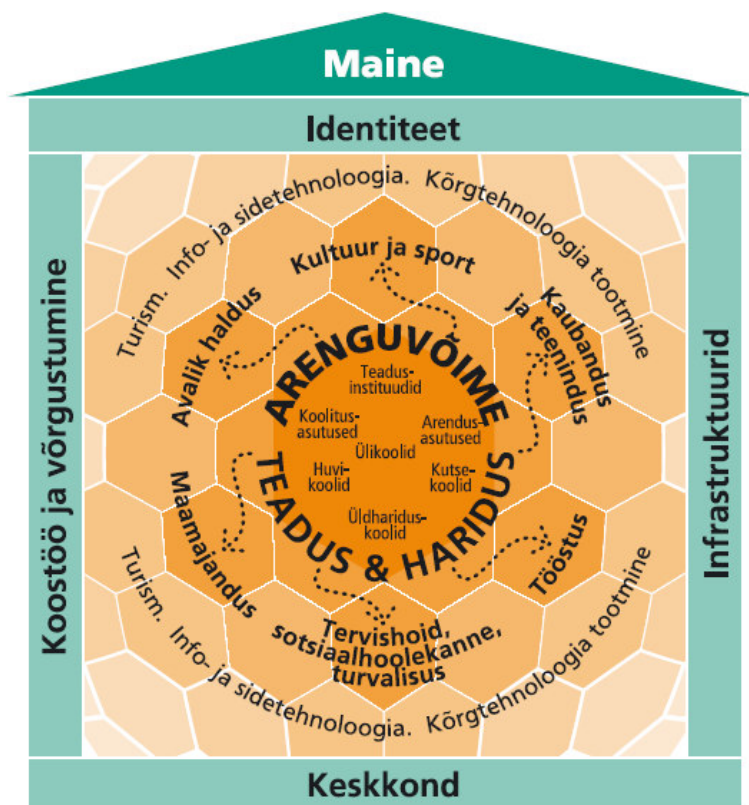 Maine
Identiteet
Koostöö ja võrgustumine
Infrastruktuurid
Turism. Info- ja sidetehnoloogia. Kõrgtehnoloogia tootmine
Kultuur ja sport
Avalik haldus
Kaubandus
ja teenindus
ARENGUVÕIME
Teadus-
instituudid
Koolitus-
asutused
Arendus-
asutused
Ülikoolid
Huvi-
koolid
Kutse-
koolid
Üldharidus-
koolid
TEADUS & HARIDUS
Maamajandus
Tööstus
Tervishoid,
sotsiaalhoolekanne,
turvalisus
Turism. Info- ja sidetehnoloogia. Kõrgtehnoloogia tootmine
Keskkond